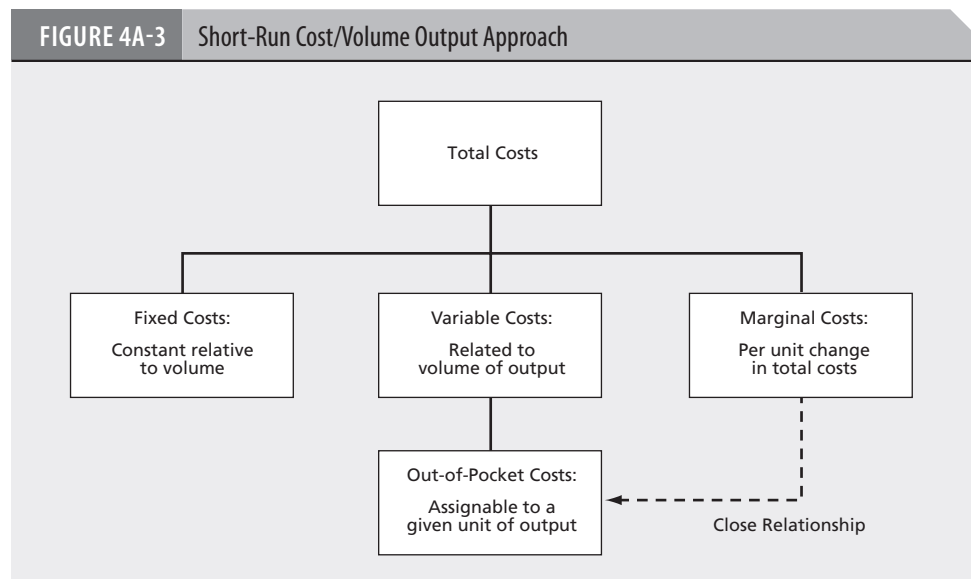 FIGURE 4A-3 Short-Run Cost/Volume Output Approach
Total Costs
Fixed Costs:
Constant relative
to volume
Variable Costs:
Related to
volume of output
Marginal Costs:
Per unit change
in total costs
Out-of-Pocket Costs:
Assignable to a
given unit of output
Close Relationship